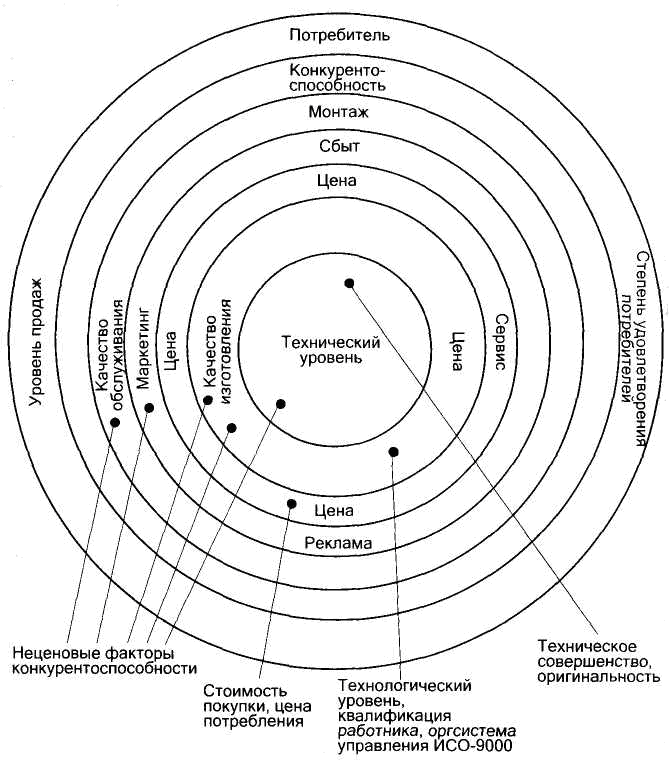 Потребитель
Конкуренто-
способность
Монтаж
Сбыт
Цена
Уровень продаж
Качество
обслуживания
Маркетинг
Цена
Качество
изготовления
Технический
уровень
Цена
Сервис
Степень удовлетворения
потребителей
Цена
Реклама
Неценовые факторы
конкурентоспособности
Стоимость
покупки, цена
потребления
Технологический
уровень,
квалификация
работника, оргсистема
управления ИСО-9000
Техническое
совершенство,
оригинальность